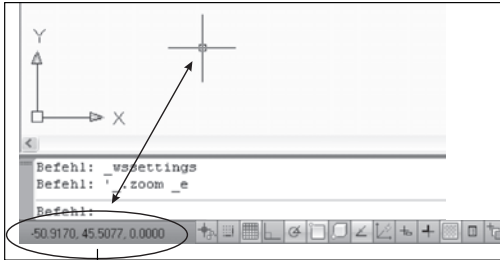 Y
X
Befehl: _wssettings
Befehl: '_.zoom _e
Befehl:
-50.9170, 45.5077, 0.0000